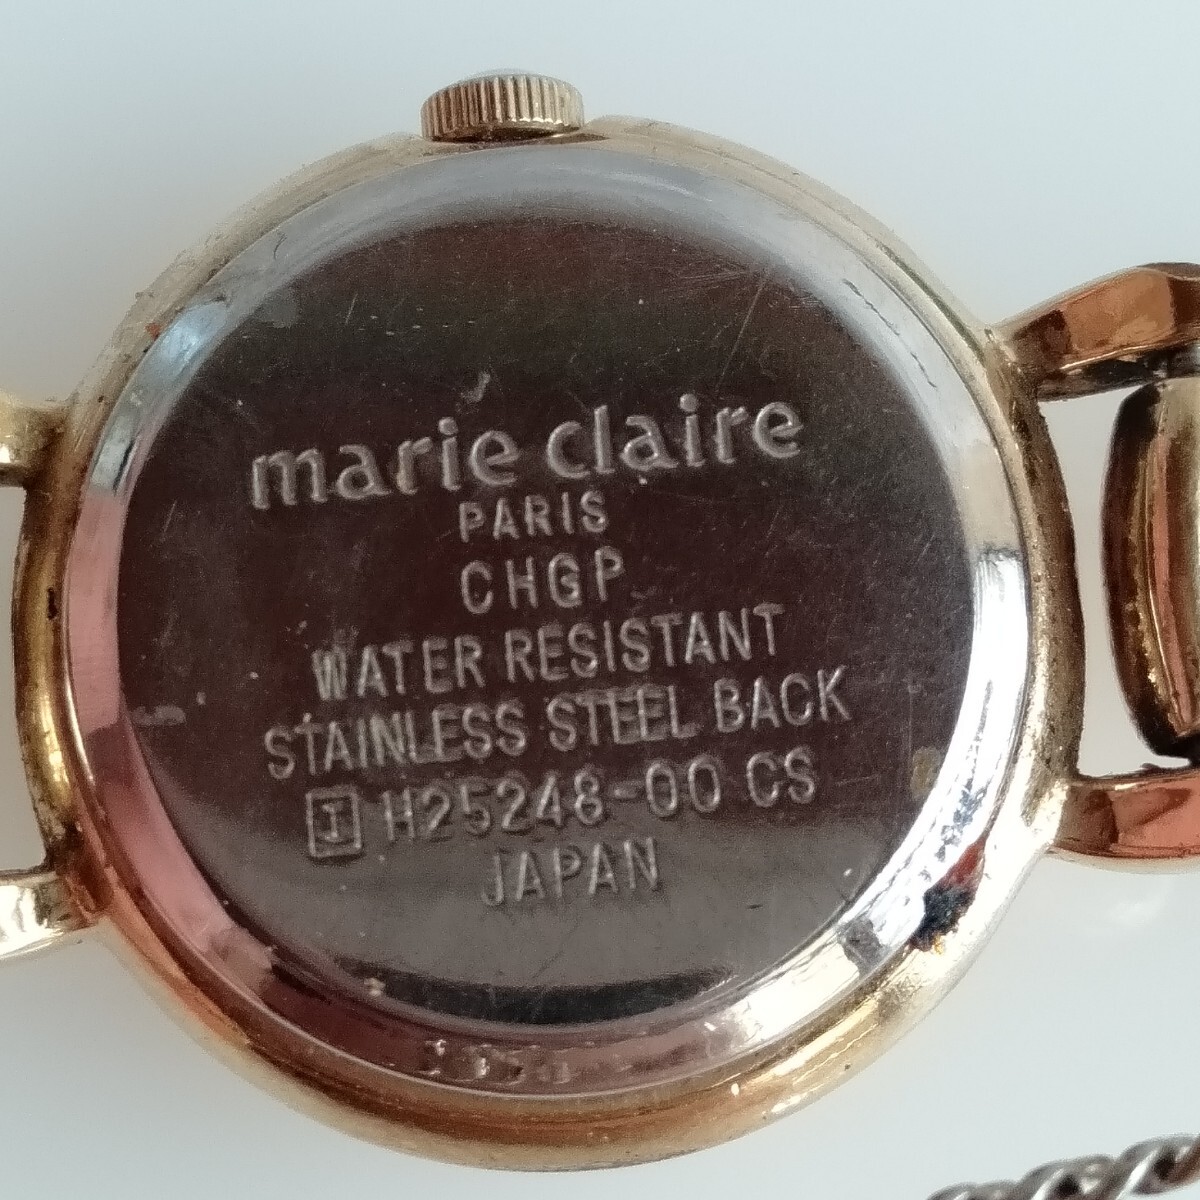 marie claire
PARIS
CHGP
WATER RESISTANT
STAINLESS STEEL BACK
J H25248-00 CS
JAPAN